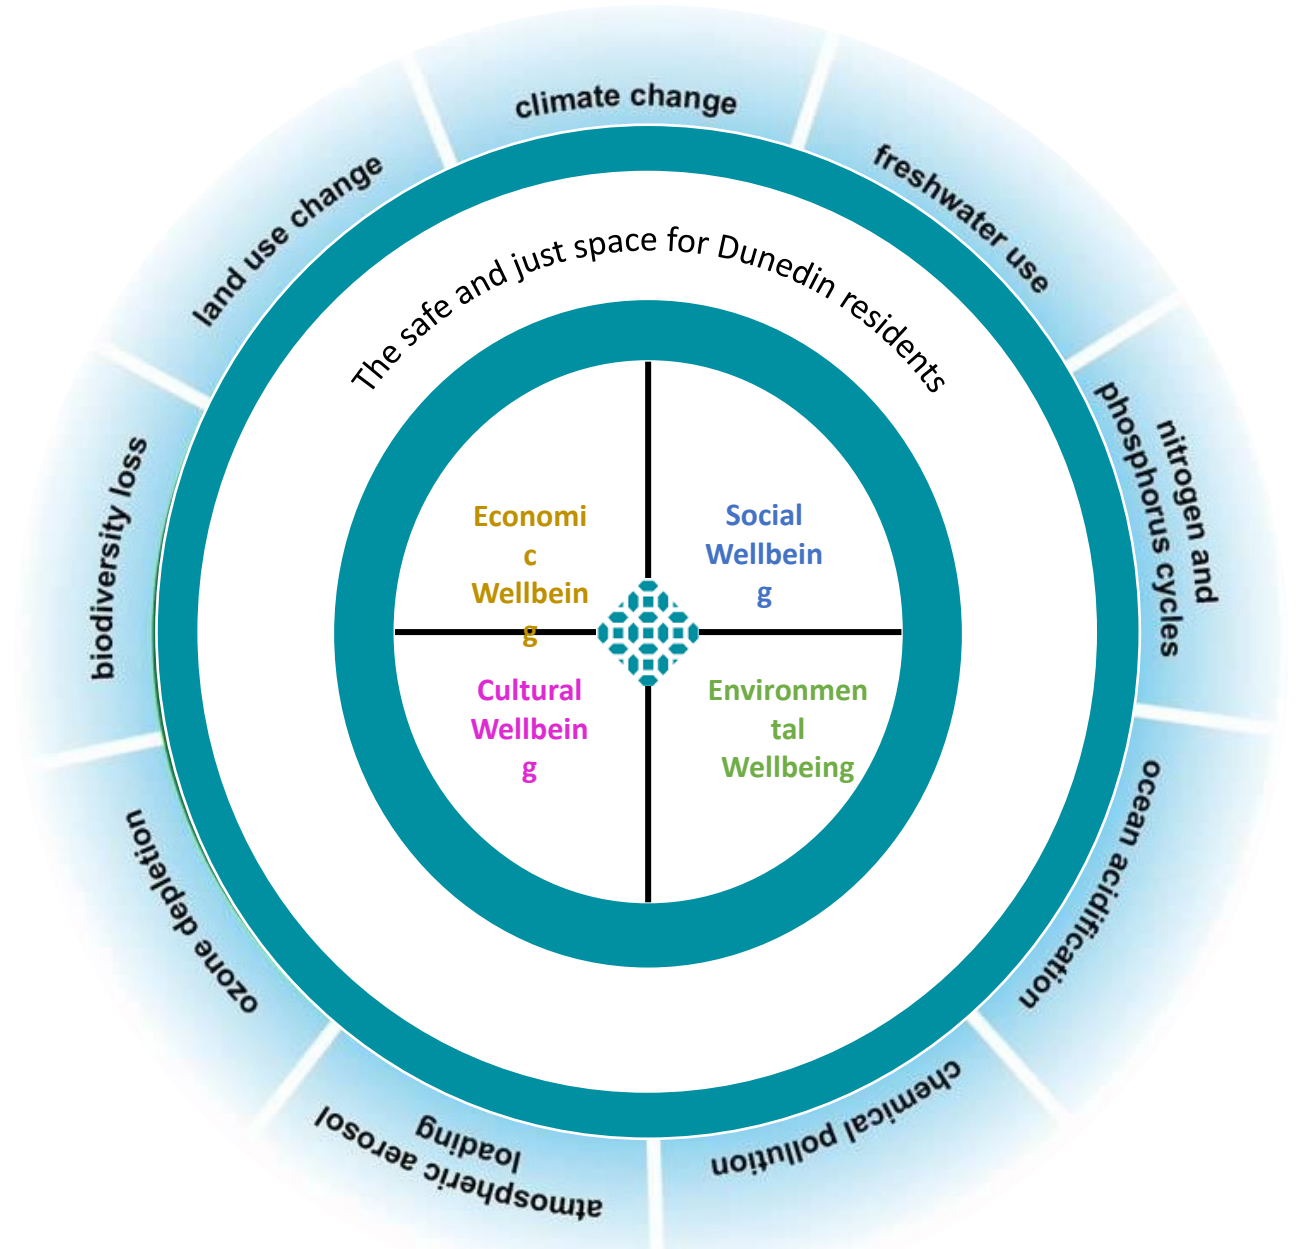 climate change
freshwater use
nitrogen and
phosphorus cycles
ocean acidification
chemical pollution
atmospheric aerosol
loading
ozone depletion
biodiversity loss
land use change
The safe and just space for Dunedin residents
Economi
c
Wellbein
g
Social
Wellbein
g
Cultural
Wellbein
g
Environmen
tal
Wellbeing